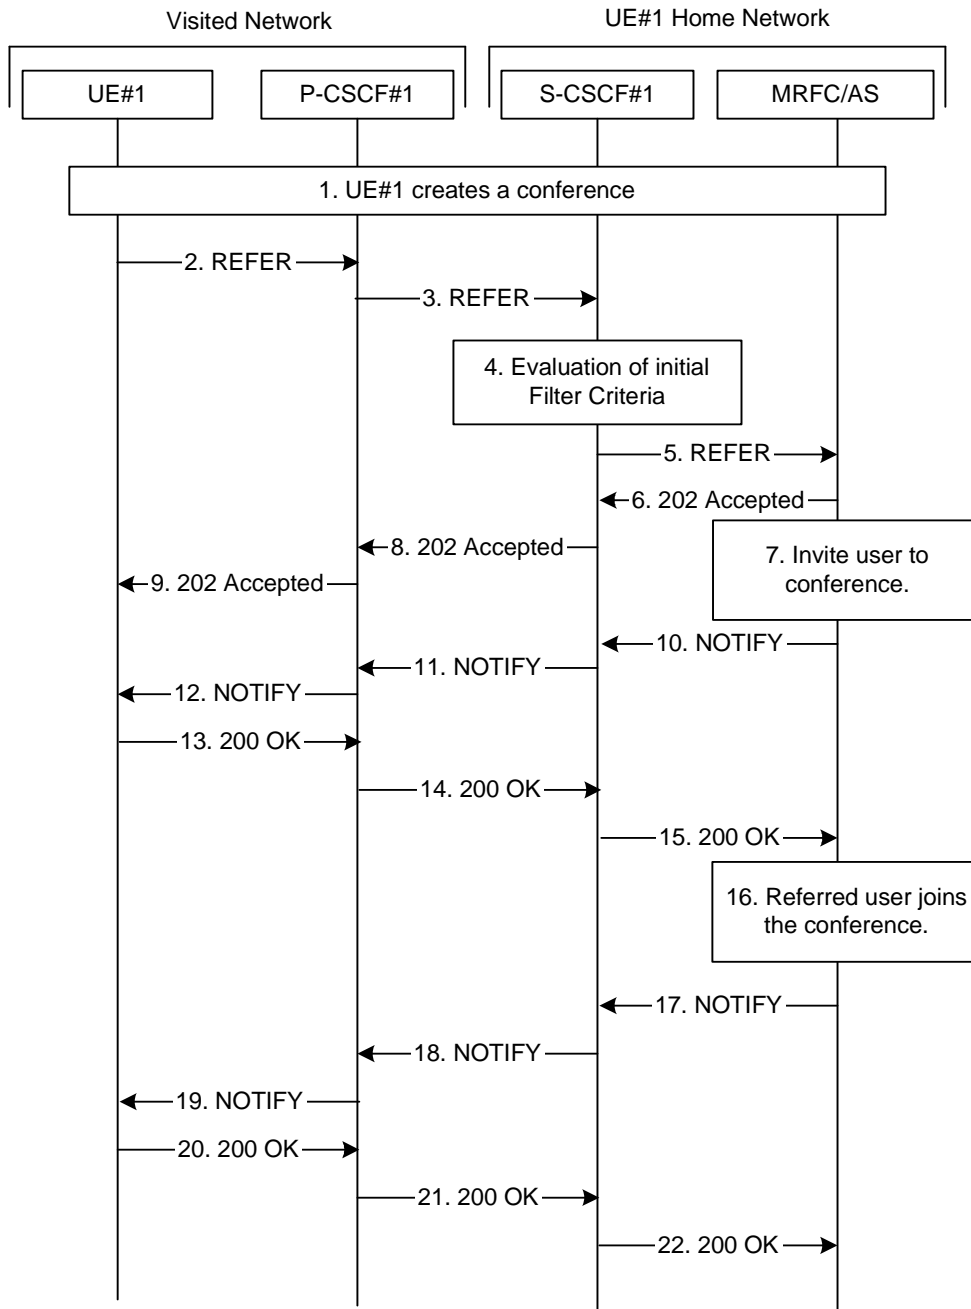 Visited Network
UE#1 Home Network
UE#1
P-CSCF#1
S-CSCF#1
MRFC/AS
1. UE#1 creates a conference
2. REFER
3. REFER
4. Evaluation of initial
Filter Criteria
5. REFER
6. 202 Accepted
8. 202 Accepted
7. Invite user to
conference.
9. 202 Accepted
10. NOTIFY
11. NOTIFY
12. NOTIFY
13. 200 OK
14. 200 OK
15. 200 OK
16. Referred user joins
the conference.
17. NOTIFY
18. NOTIFY
19. NOTIFY
20. 200 OK
21. 200 OK
22. 200 OK